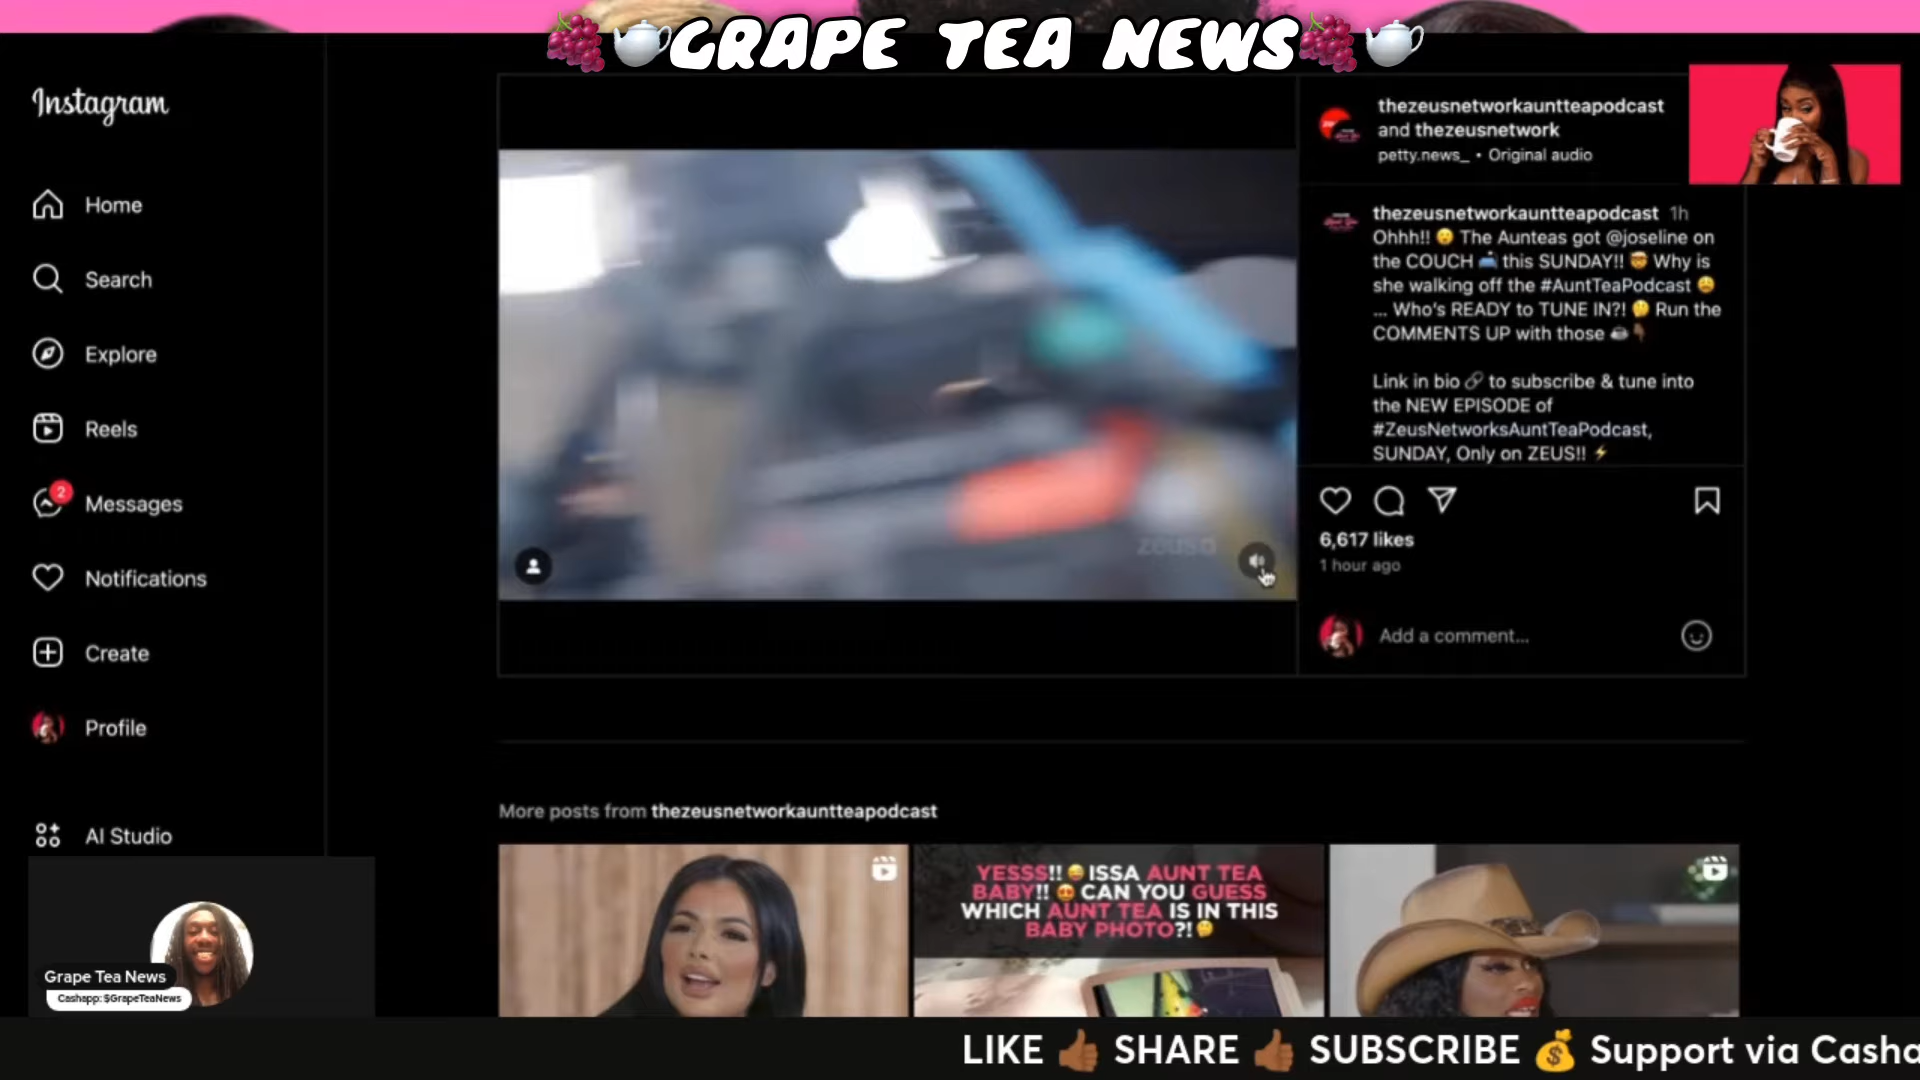 GRAPE TEA NEWS
Instagram
Home
Search
Explore
Reels
2
Messages
Notifications
Create
Profile
AI Studio
thezeusnetworkauntteapodcast
and thezeusnetwork
petty.news_ • Original audio
thezeusnetworkauntteapodcast 1h
Ohhh!! 😮 The Aunteas got @joseline on
the COUCH 🛋️ this SUNDAY!! 🤯 Why is
she walking off the #AuntTeaPodcast 😩
... Who's READY to TUNE IN?! 🤔 Run the
COMMENTS UP with those ☕👇🏾
Link in bio 🔗 to subscribe & tune into
the NEW EPISODE of
#ZeusNetworksAuntTeaPodcast,
SUNDAY, Only on ZEUS!! ⚡
6,617 likes
1 hour ago
Add a comment...
More posts from thezeusnetworkauntteapodcast
YESSS!! 😜 ISSA AUNT TEA
BABY!! 😍 CAN YOU GUESS
WHICH AUNT TEA IS IN THIS
BABY PHOTO?! 🤔
Grape Tea News
Cashapp: $GrapeTeaNews
LIKE 👍🏾 SHARE 👍🏾 SUBSCRIBE 💰 Support via Casha